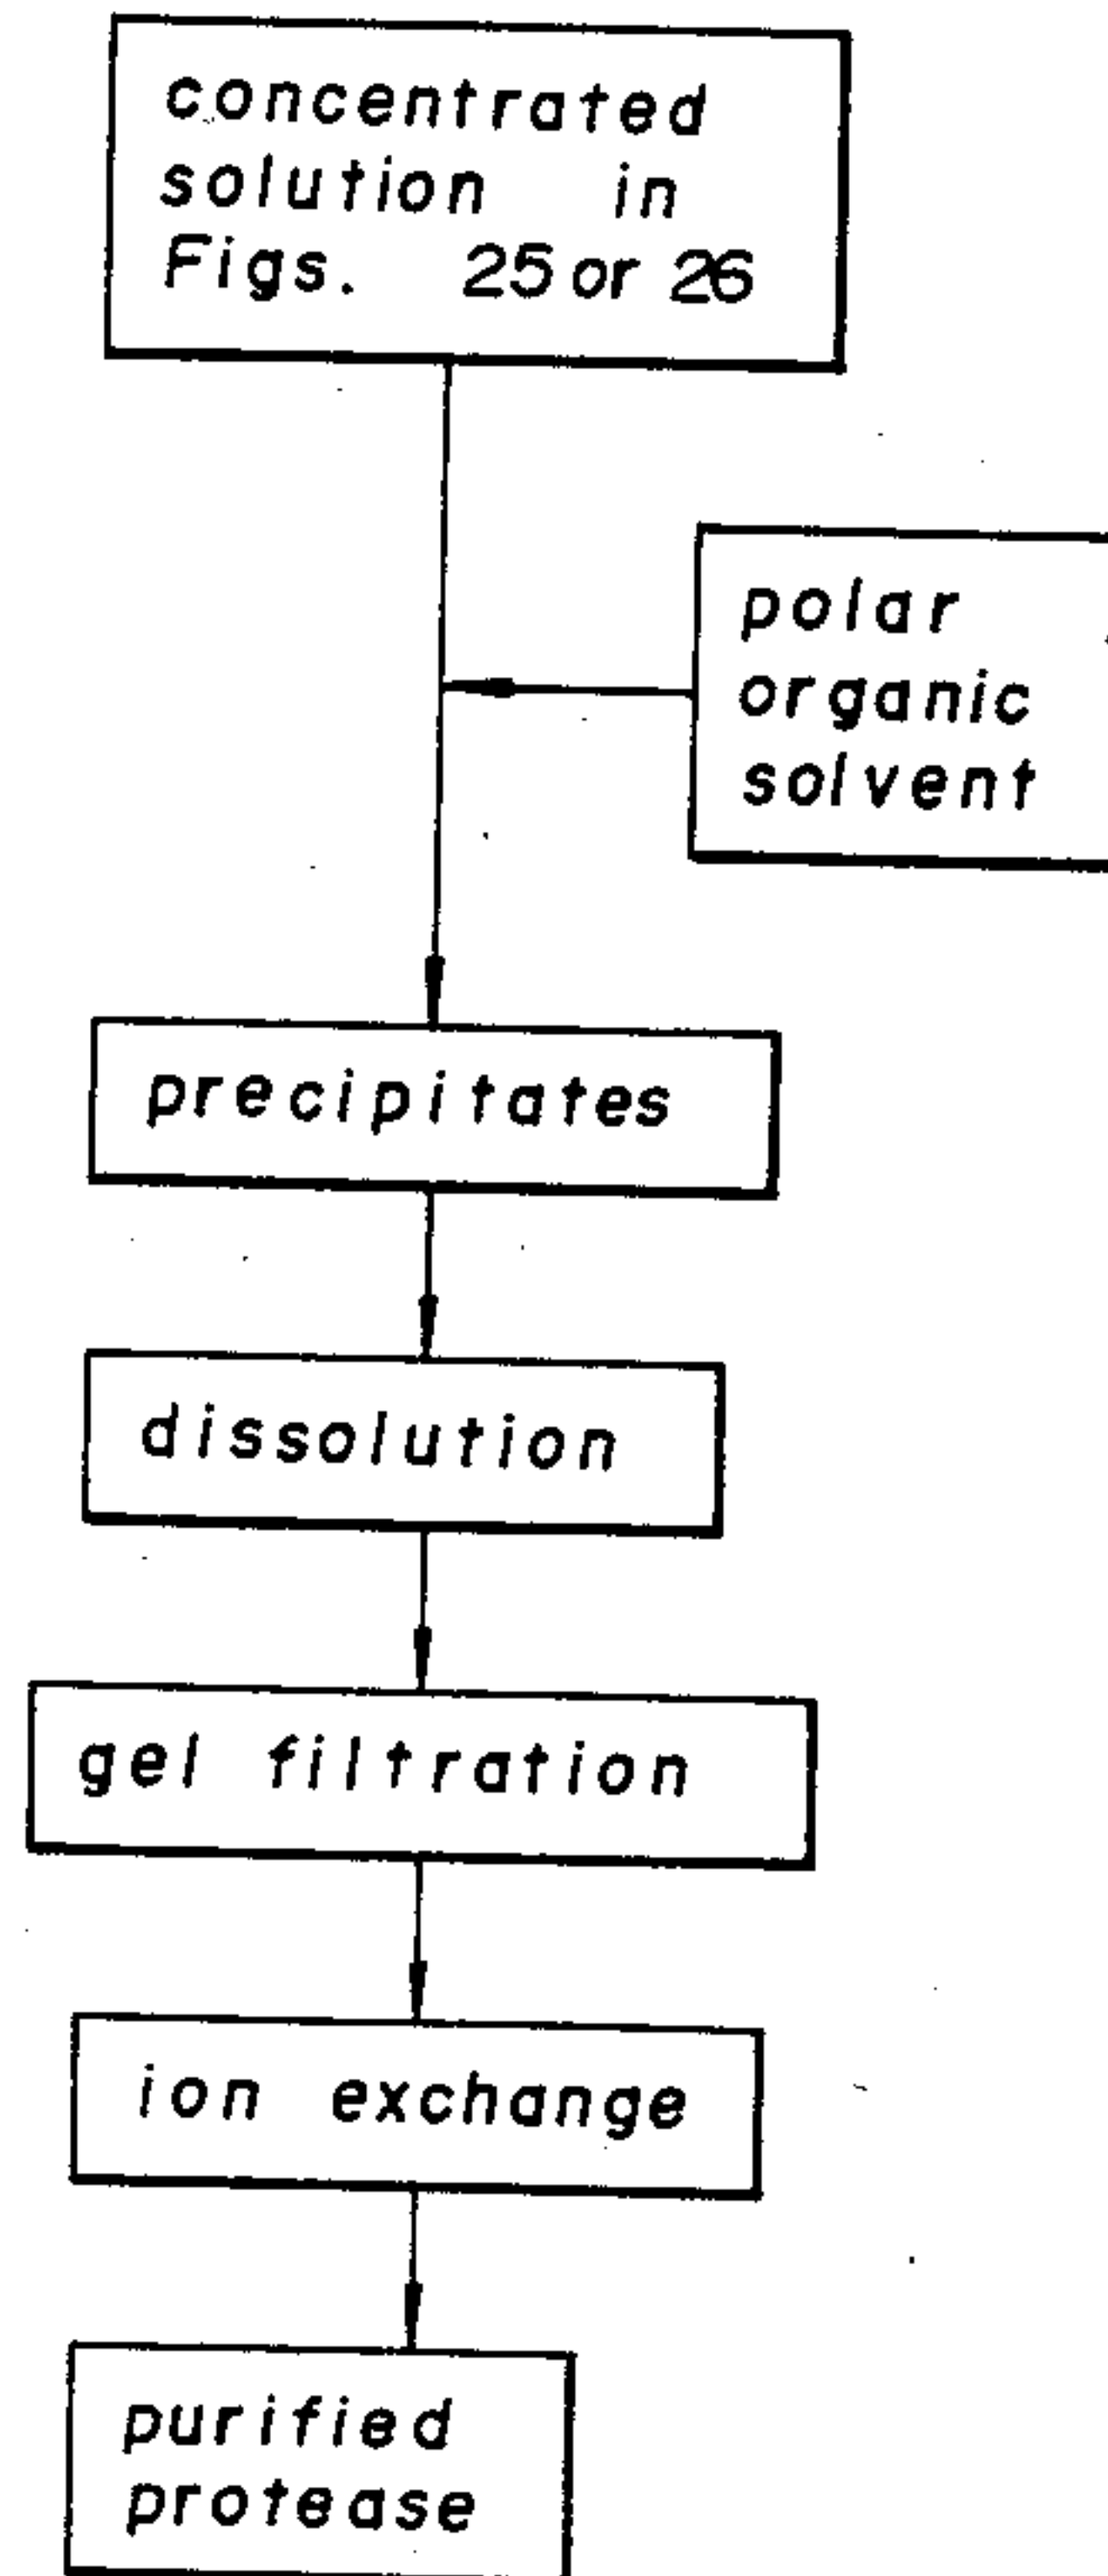 concentrated
solution in
Figs. 25 or 26
polar
organic
solvent
precipitates
dissolution
gel filtration
ion exchange
purified
protease